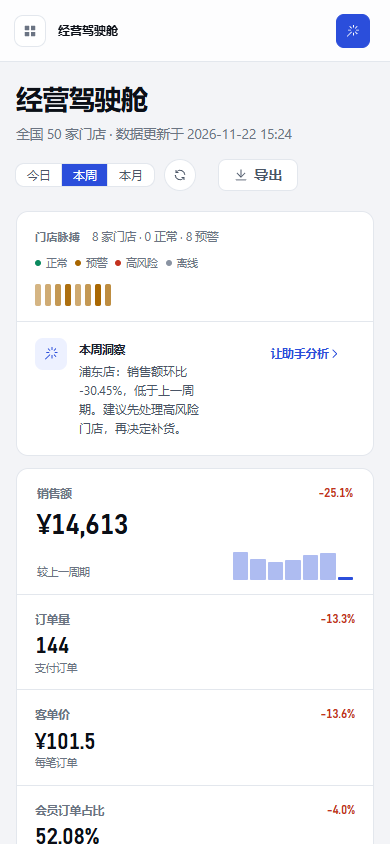 经营驾驶舱
经营驾驶舱
全国 50 家门店 · 数据更新于 2026-11-22 15:24
今日 本周 本月 导出
门店脉搏 8 家门店 · 0 正常 · 8 预警
正常 预警 高风险 离线
本周洞察 让助手分析
浦东店：销售额环比
-30.45%，低于上一周
期。建议先处理高风险
门店，再决定补货。
销售额 -25.1%
¥14,613
较上一周期
订单量 -13.3%
144
支付订单
客单价 -13.6%
¥101.5
每笔订单
会员订单占比 -4.0%
52.08%